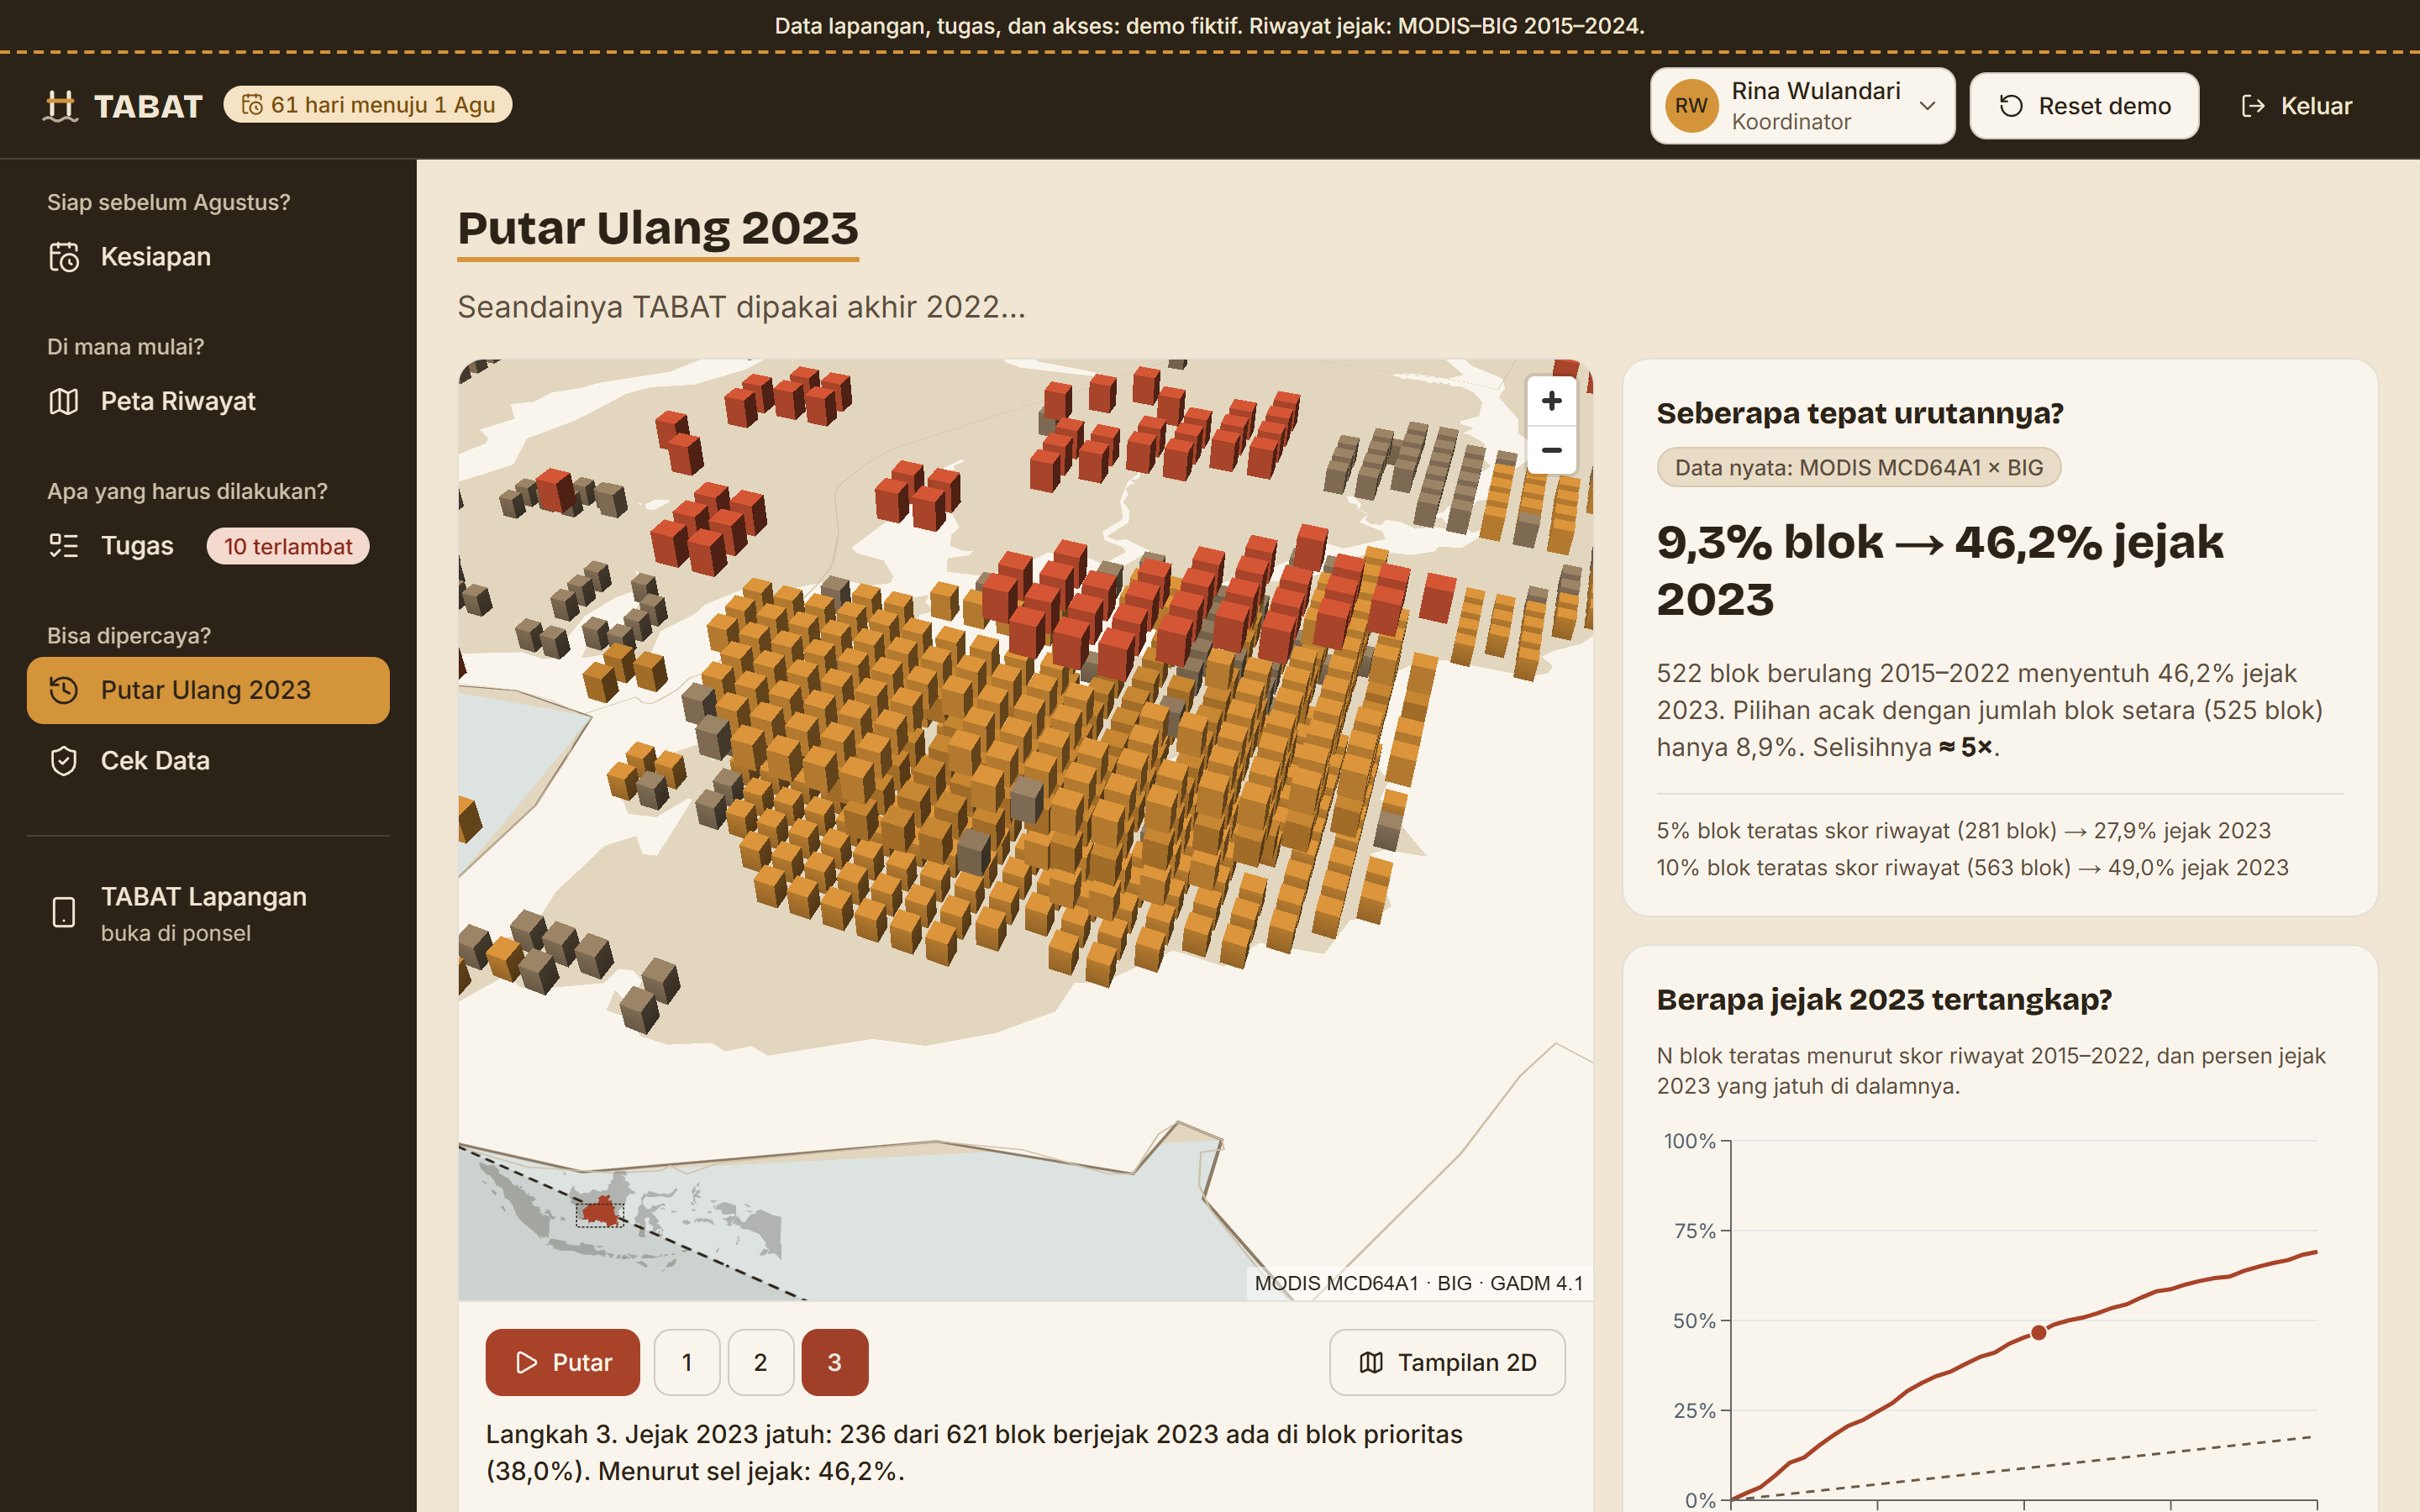 Data lapangan, tugas, dan akses: demo fiktif. Riwayat jejak: MODIS–BIG 2015–2024.
TABAT
61 hari menuju 1 Agu
RW
Rina Wulandari
Koordinator
Reset demo
Keluar
Siap sebelum Agustus?
Kesiapan
Di mana mulai?
Peta Riwayat
Apa yang harus dilakukan?
Tugas
10 terlambat
Bisa dipercaya?
Putar Ulang 2023
Cek Data
TABAT Lapangan
buka di ponsel
Putar Ulang 2023
Seandainya TABAT dipakai akhir 2022...
+
−
MODIS MCD64A1 · BIG · GADM 4.1
Putar
1
2
3
Tampilan 2D
Langkah 3. Jejak 2023 jatuh: 236 dari 621 blok berjejak 2023 ada di blok prioritas
(38,0%). Menurut sel jejak: 46,2%.
Seberapa tepat urutannya?
Data nyata: MODIS MCD64A1 × BIG
9,3% blok → 46,2% jejak
2023
522 blok berulang 2015–2022 menyentuh 46,2% jejak
2023. Pilihan acak dengan jumlah blok setara (525 blok)
hanya 8,9%. Selisihnya ≈ 5×.
5% blok teratas skor riwayat (281 blok) → 27,9% jejak 2023
10% blok teratas skor riwayat (563 blok) → 49,0% jejak 2023
Berapa jejak 2023 tertangkap?
N blok teratas menurut skor riwayat 2015–2022, dan persen jejak
2023 yang jatuh di dalamnya.
100%
75%
50%
25%
0%